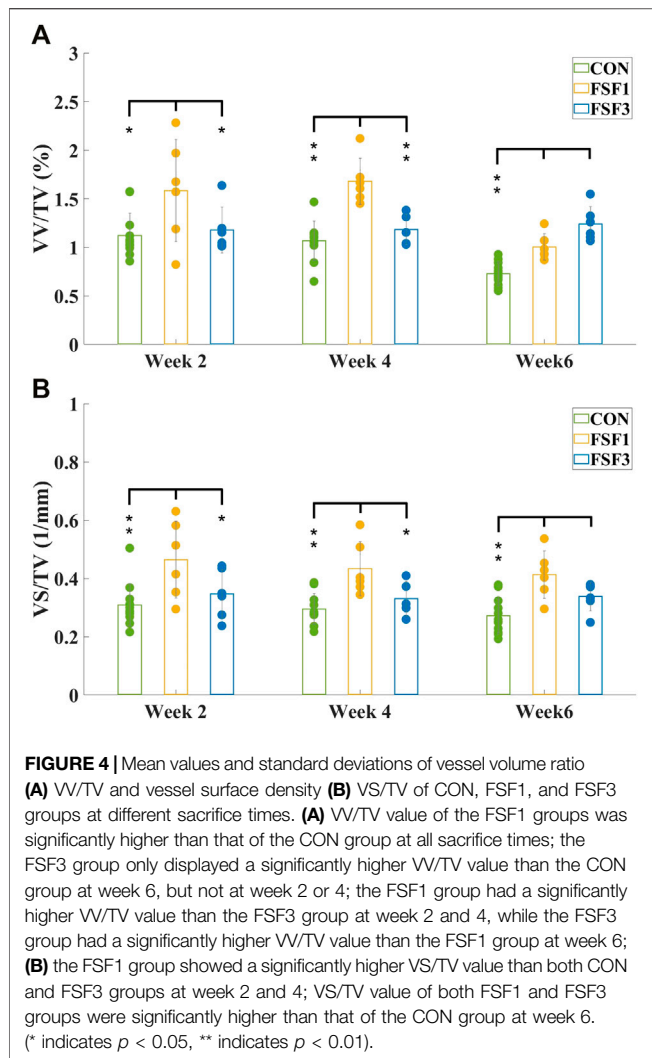 A
3
2.5
2
1.5
1
0.5
0
VV/TV (%)
CON
FSF1
FSF3
* *
* * * *
* *
Week 2 Week 4 Week6
B
1
0.8
0.6
0.4
0.2
0
VS/TV (1/mm)
CON
FSF1
FSF3
* * *
* * *
* *
Week 2 Week 4 Week6
FIGURE 4 | Mean values and standard deviations of vessel volume ratio
(A) VV/TV and vessel surface density (B) VS/TV of CON, FSF1, and FSF3
groups at different sacrifice times. (A) VV/TV value of the FSF1 groups was
significantly higher than that of the CON group at all sacrifice times; the
FSF3 group only displayed a significantly higher VV/TV value than the CON
group at week 6, but not at week 2 or 4; the FSF1 group had a significantly
higher VV/TV value than the FSF3 group at week 2 and 4, while the FSF3
group had a significantly higher VV/TV value than the FSF1 group at week 6;
(B) the FSF1 group showed a significantly higher VS/TV value than both CON
and FSF3 groups at week 2 and 4; VS/TV value of both FSF1 and FSF3
groups were significantly higher than that of the CON group at week 6.
(* indicates p < 0.05, ** indicates p < 0.01).